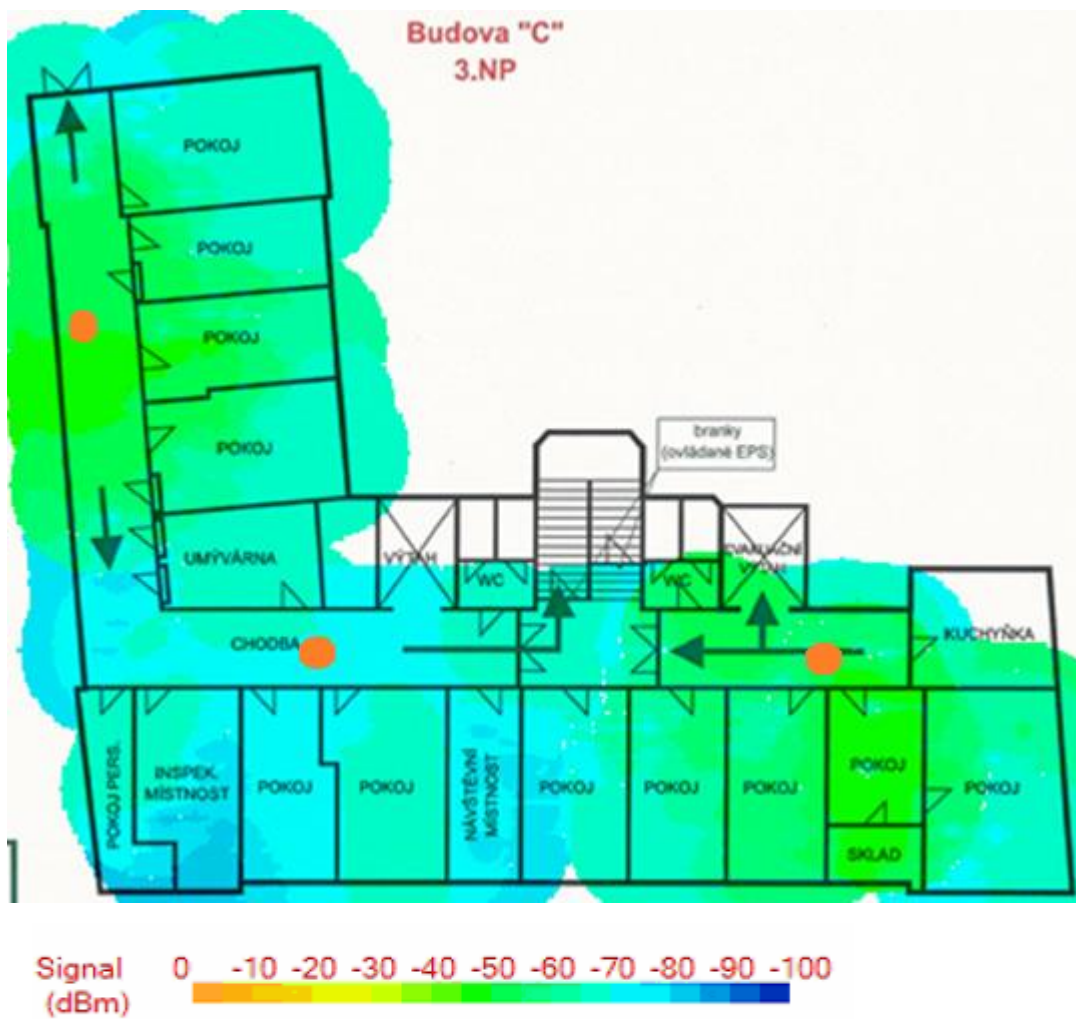 Budova "C"
3.NP
POKOJ
POKOJ
POKOJ
POKOJ
branky
(ovládané EPS)
UMÝVÁRNA
VÝTAH
WC
WC
EVAKUAČNÍ
VÝTAH
CHODBA
KUCHYŇKA
POKOJ PERS.
INSPEK.
MÍSTNOST
POKOJ
POKOJ
NÁVŠTĚVNÍ
MÍSTNOST
POKOJ
POKOJ
POKOJ
POKOJ
SKLAD
POKOJ
Signal 0 -10 -20 -30 -40 -50 -60 -70 -80 -90 -100
(dBm)